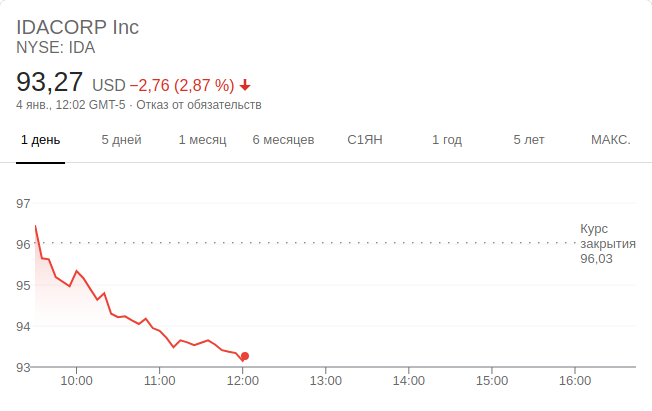 IDACORP Inc
NYSE: IDA
93,27 USD −2,76 (2,87 %)
4 янв., 12:02 GMT-5 · Отказ от обязательств
1 день 5 дней 1 месяц 6 месяцев С1ЯН 1 год 5 лет МАКС.
97
96
95
94
93
Курс
закрытия
96,03
10:00 11:00 12:00 13:00 14:00 15:00 16:00